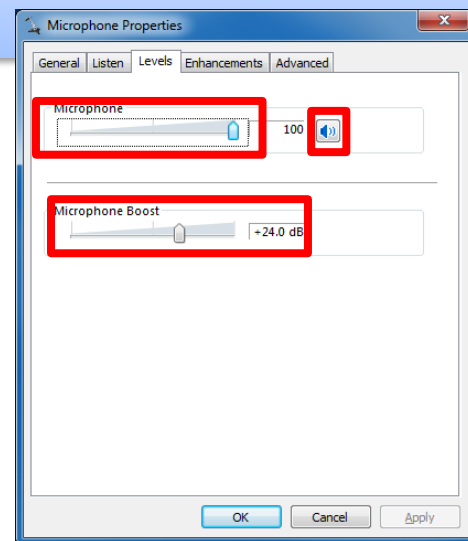 Microphone Properties
General Listen Levels Enhancements Advanced
Microphone
100
Microphone Boost
+24.0 dB
OK Cancel Apply